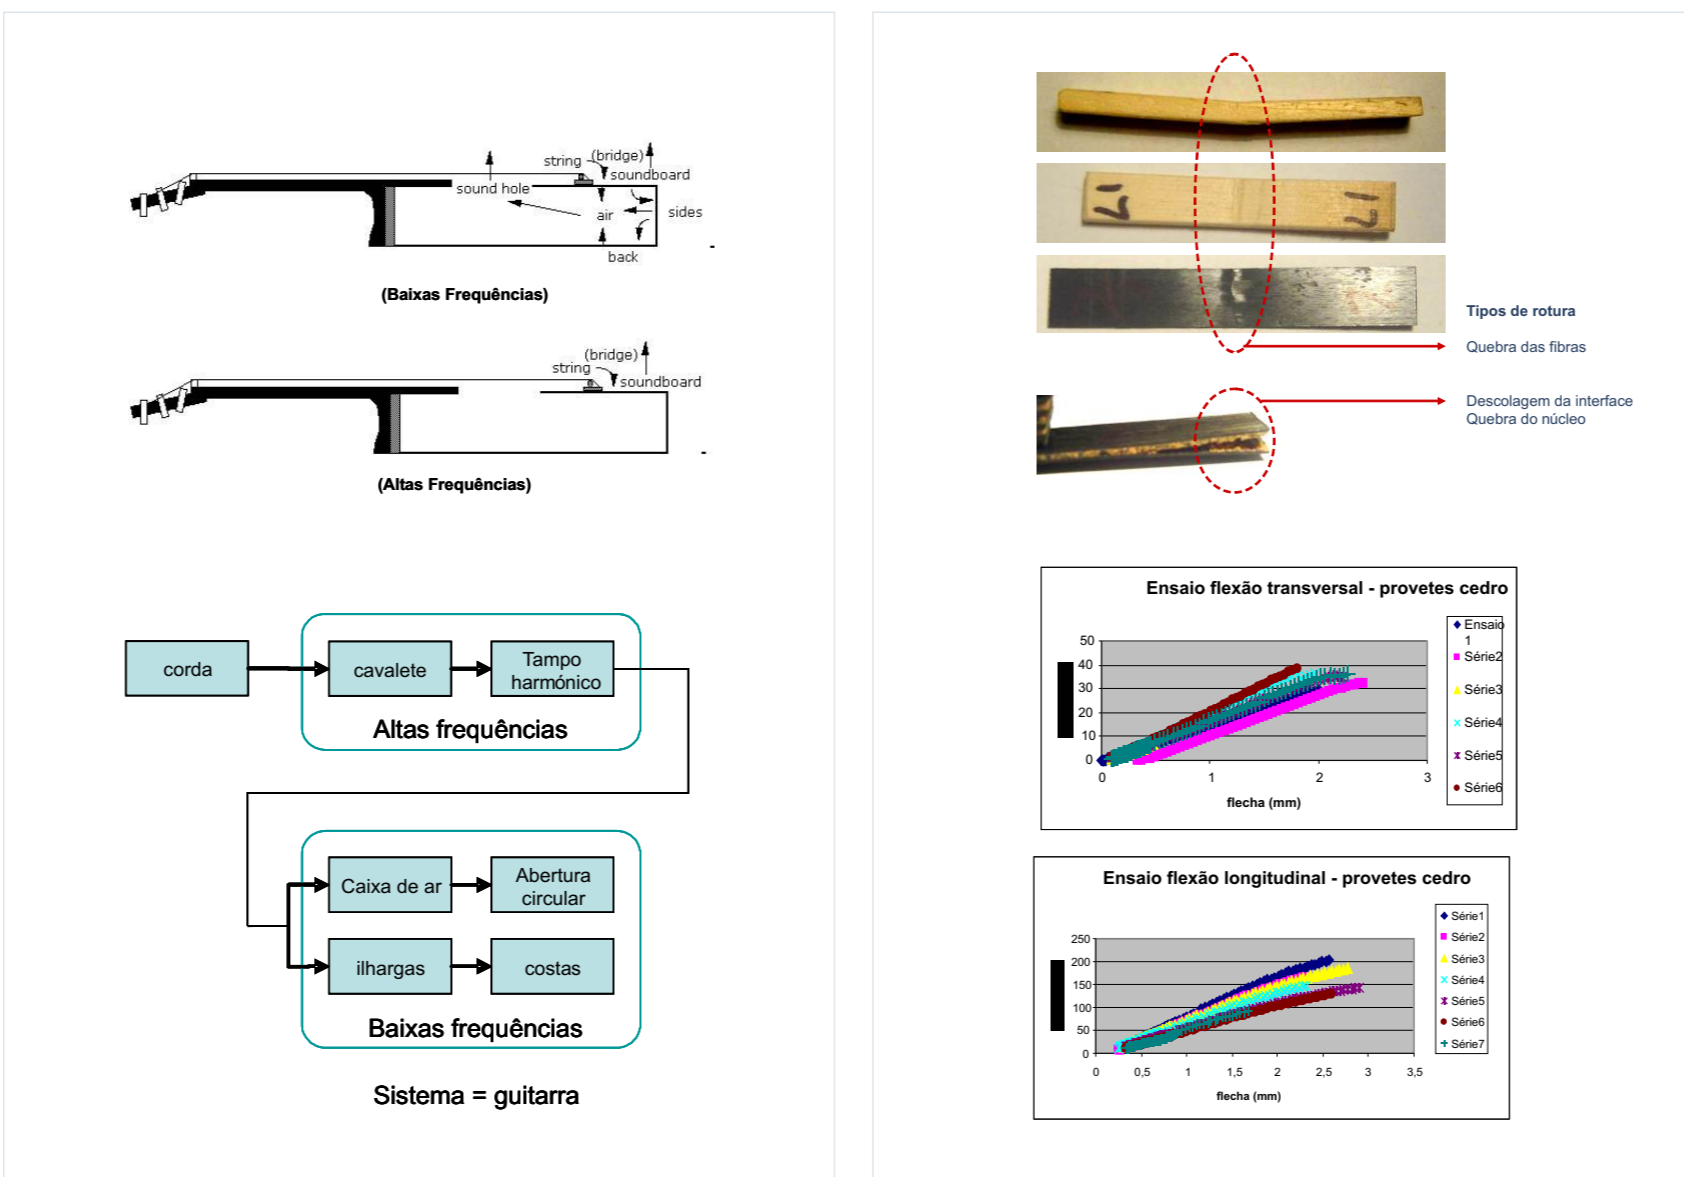 string
(bridge)
soundboard
sound hole
air
sides
back
(Baixas Frequências)
(bridge)
string
soundboard
(Altas Frequências)
corda
cavalete
Tampo
harmónico
Altas frequências
Caixa de ar
Abertura
circular
ilhargas
costas
Baixas frequências
Sistema = guitarra
Tipos de rotura
Quebra das fibras
Descolagem da interface
Quebra do núcleo
Ensaio flexão transversal - provetes cedro
50
40
30
20
10
0
0 1 2 3
flecha (mm)
Ensaio
1
Série2
Série3
Série4
Série5
Série6
Ensaio flexão longitudinal - provetes cedro
250
200
150
100
50
0
0 0,5 1 1,5 2 2,5 3 3,5
flecha (mm)
Série1
Série2
Série3
Série4
Série5
Série6
Série7